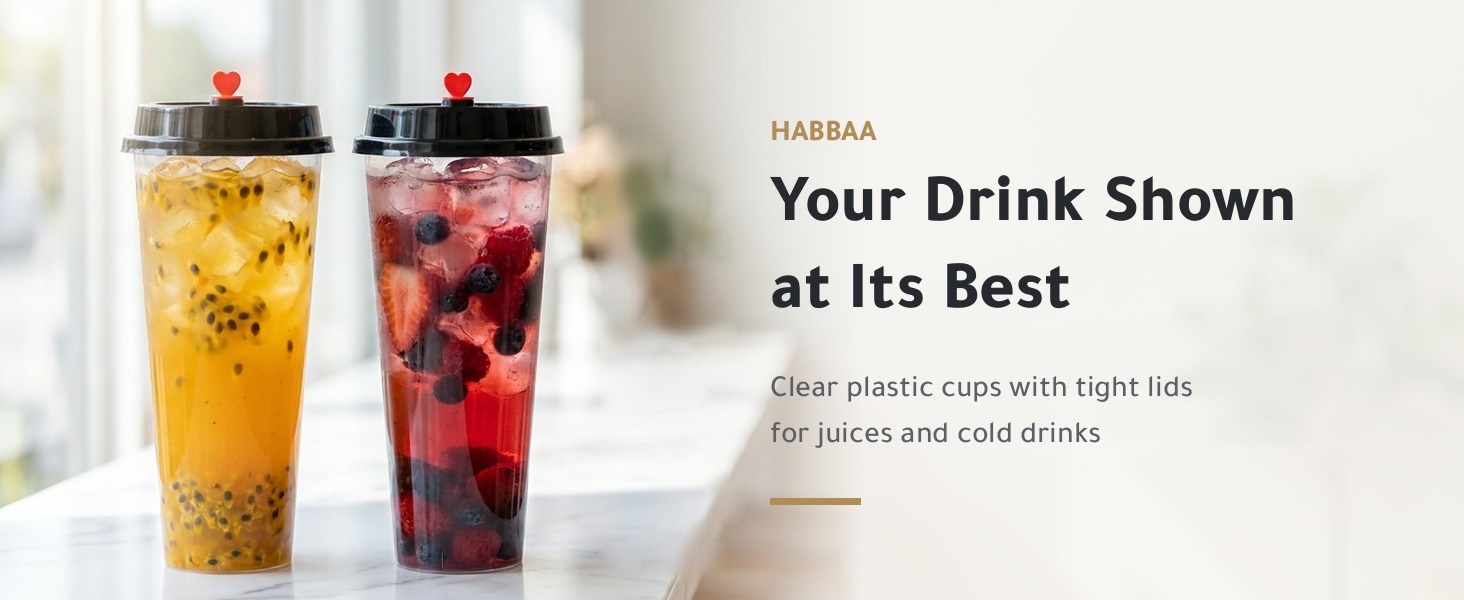 HABBAA
Your Drink Shown
at Its Best
Clear plastic cups with tight lids
for juices and cold drinks